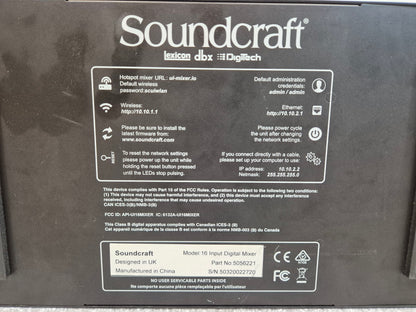 Soundcraft®
lexicon dbx DigiTech
Hotspot mixer URL: ui-mixer.io
Default wireless
password:scuiwlan
Default administration
credentials:
admin / admin
Wireless:
http://10.10.1.1
Ethernet:
http://10.10.2.1
Please be sure to install the
latest firmware from:
www.soundcraft.com
Please power cycle
the unit after changing
the network settings
RESET
To reset the network settings
please power up the unit while
holding the reset button pressed
until the LEDs stop pulsating.
If you connect directly with a cable,
please set up your computer to use:
IP address: 10.10.2.2
Netmask: 255.255.255.0
This device complies with Part 15 of the FCC Rules. Operation is subject to the following two conditions:
(1) This device may not cause harmful interference, and (2) this device must accept any interference
received, including interference that may cause undesired operation.
CAN ICES-3(B)/NMB-3(B)
FCC ID: API-UI16MIXER IC: 6132A-UI16MIXER
This Class B digital apparatus complies with Canadian ICES-3 (B)
Cet appareil numérique de la classe B est conforme à la norme NMB-003 (B) du Canada
Soundcraft
Designed in UK
Manufactured in China
Model 16 Input Digital Mixer
Part No:5056221
S/N 50320022720
CE FC
NO USER SERVICEABLE PARTS INSIDE
Ne comporte aucune pièce remplaçable par l'utilisateur